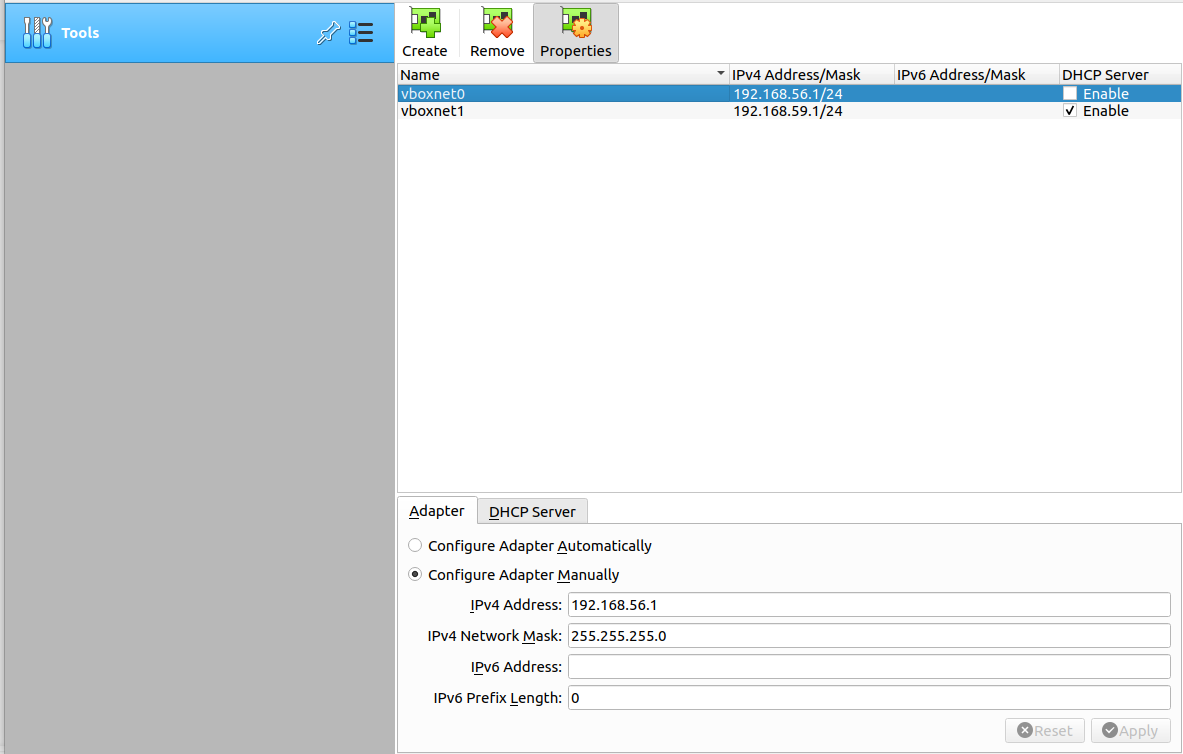 Tools
Create Remove Properties
Name IPv4 Address/Mask IPv6 Address/Mask DHCP Server
vboxnet0 192.168.56.1/24 Enable
vboxnet1 192.168.59.1/24 Enable
Adapter DHCP Server
Configure Adapter Automatically
Configure Adapter Manually
IPv4 Address: 192.168.56.1
IPv4 Network Mask: 255.255.255.0
IPv6 Address:
IPv6 Prefix Length: 0
Reset Apply